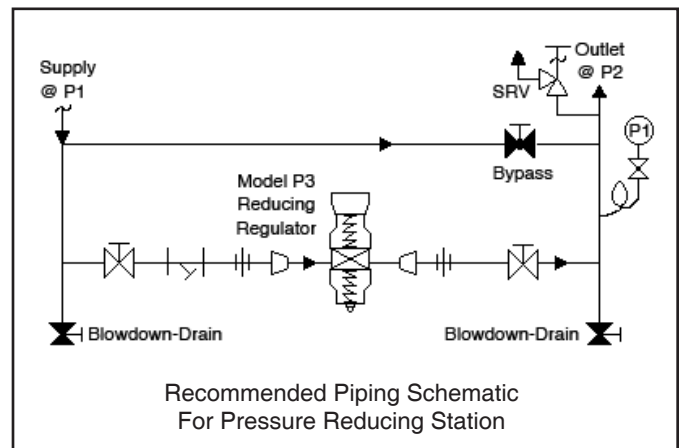 Supply
@ P1
Outlet
@ P2
SRV
P1
Bypass
Model P3
Reducing
Regulator
Blowdown-Drain
Blowdown-Drain
Recommended Piping Schematic
For Pressure Reducing Station